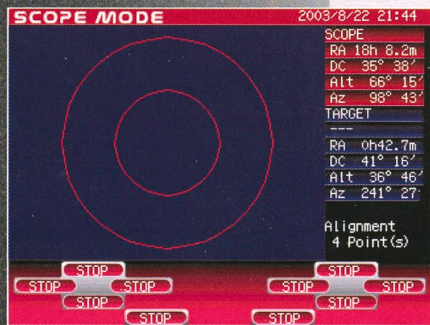 SCOPE MODE 2003/8/22 21:44
SCOPE
RA 18h 8.2m
DC 35° 38′
Alt 66° 15′
Az 98° 43′
TARGET
---
RA 0h42.7m
DC 41° 16′
Alt 36° 46′
Az 241° 27′
Alignment
4 Point(s)
STOP STOP
STOP STOP STOP STOP
STOP STOP
STOP STOP